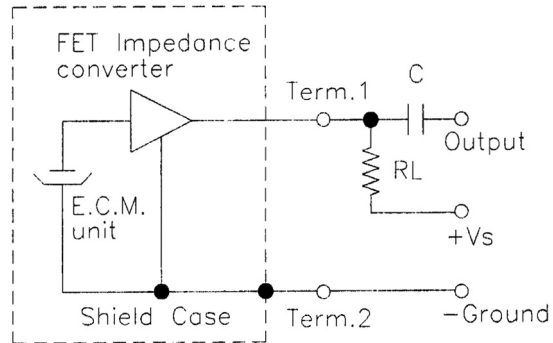 FET Impedance
converter
Term.1
C
Output
RL
+Vs
E.C.M.
unit
Shield Case
Term.2
-Ground